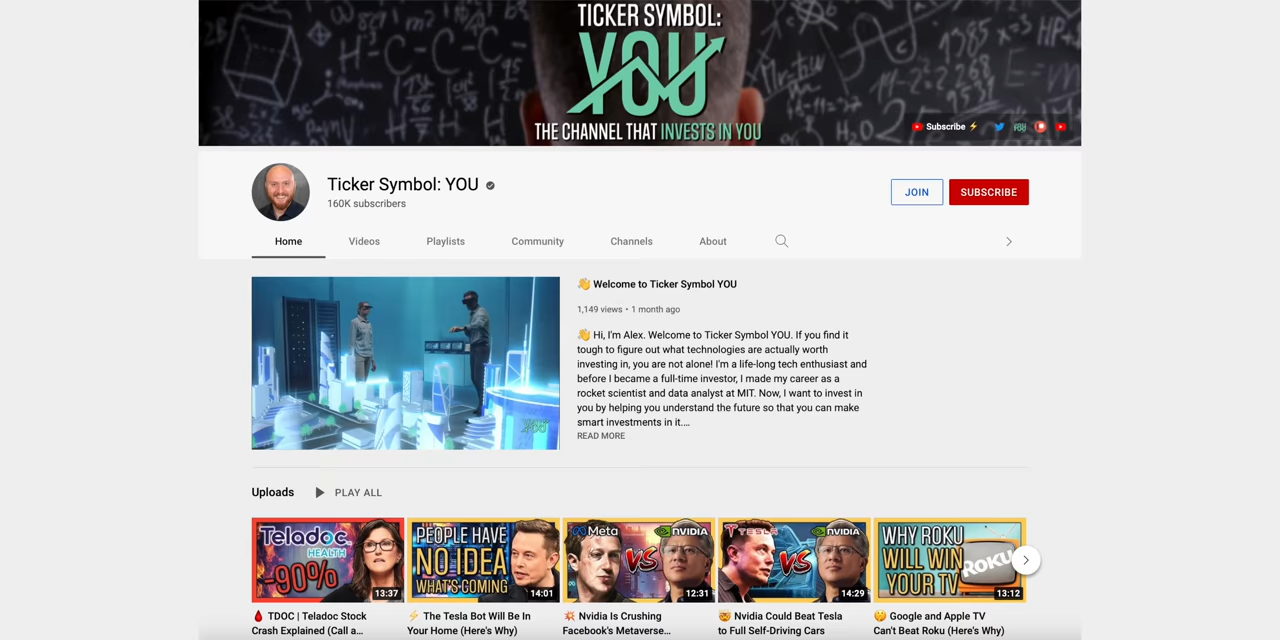 TICKER SYMBOL:
YOU
THE CHANNEL THAT INVESTS IN YOU
Subscribe ⚡
Ticker Symbol: YOU
160K subscribers
JOIN
SUBSCRIBE
Home
Videos
Playlists
Community
Channels
About
👋 Welcome to Ticker Symbol YOU
1,149 views • 1 month ago
👋 Hi, I'm Alex. Welcome to Ticker Symbol YOU. If you find it
tough to figure out what technologies are actually worth
investing in, you are not alone! I'm a life-long tech enthusiast and
before I became a full-time investor, I made my career as a
rocket scientist and data analyst at MIT. Now, I want to invest in
you by helping you understand the future so that you can make
smart investments in it....
READ MORE
YOU
Uploads
PLAY ALL
Teladoc
HEALTH
-90%
13:37
PEOPLE HAVE
NO IDEA
WHAT'S COMING
14:01
Meta
NVIDIA
VS
12:31
TESLA
NVIDIA
VS
14:29
WHY ROKU
WILL WIN
YOUR TV
ROKU
13:12
🩸 TDOC | Teladoc Stock
Crash Explained (Call a...
⚡ The Tesla Bot Will Be In
Your Home (Here's Why)
💥 Nvidia Is Crushing
Facebook's Metaverse...
🤯 Nvidia Could Beat Tesla
to Full Self-Driving Cars
🤫 Google and Apple TV
Can't Beat Roku (Here's Why)